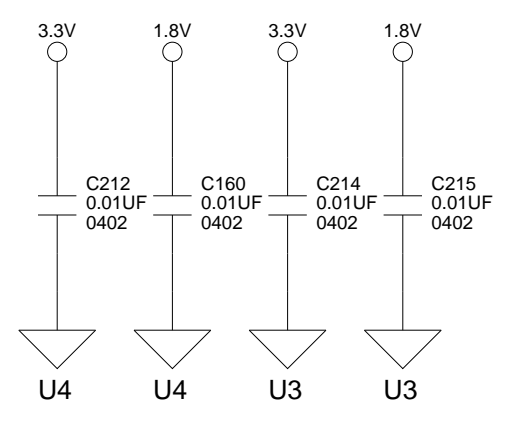 3.3V 1.8V 3.3V 1.8V
C212 C160 C214 C215
0.01UF 0.01UF 0.01UF 0.01UF
0402 0402 0402 0402
U4 U4 U3 U3